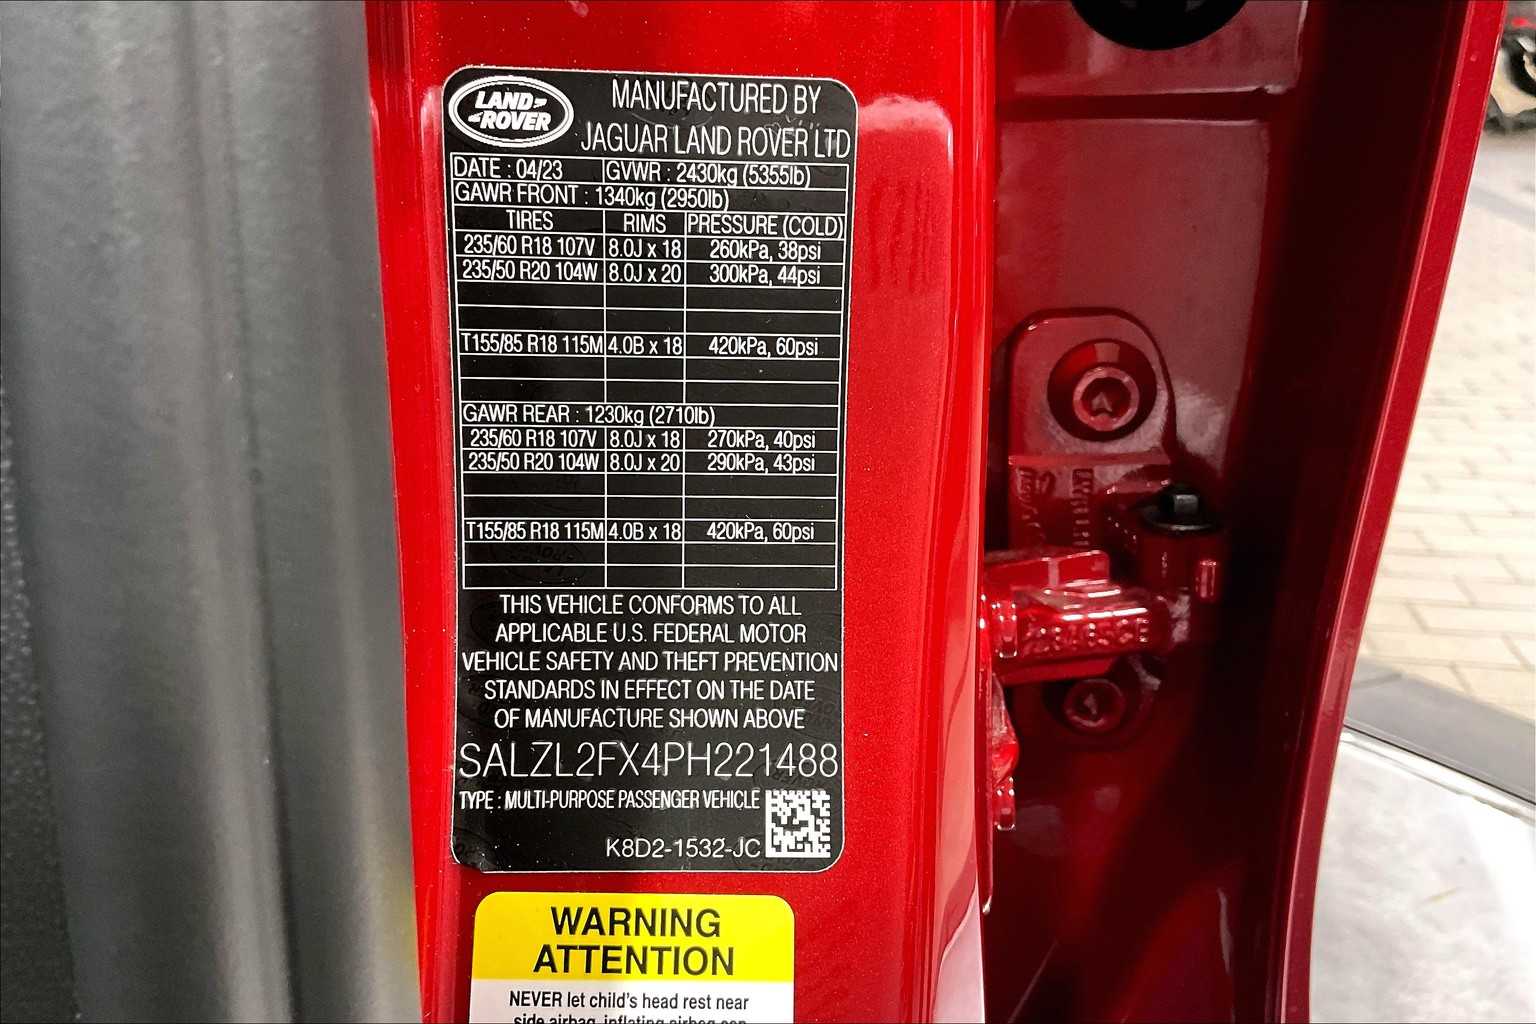 LAND
ROVER
MANUFACTURED BY
JAGUAR LAND ROVER LTD
DATE : 04/23 GVWR : 2430kg (5355lb)
GAWR FRONT : 1340kg (2950lb)
TIRES RIMS PRESSURE (COLD)
235/60 R18 107V 8.0J x 18 260kPa, 38psi
235/50 R20 104W 8.0J x 20 300kPa, 44psi
T155/85 R18 115M 4.0B x 18 420kPa, 60psi
GAWR REAR : 1230kg (2710lb)
235/60 R18 107V 8.0J x 18 270kPa, 40psi
235/50 R20 104W 8.0J x 20 290kPa, 43psi
T155/85 R18 115M 4.0B x 18 420kPa, 60psi
THIS VEHICLE CONFORMS TO ALL
APPLICABLE U.S. FEDERAL MOTOR
VEHICLE SAFETY AND THEFT PREVENTION
STANDARDS IN EFFECT ON THE DATE
OF MANUFACTURE SHOWN ABOVE
SALZL2FX4PH221488
TYPE : MULTI-PURPOSE PASSENGER VEHICLE
K8D2-1532-JC
WARNING
ATTENTION
NEVER let child's head rest near
side airbag, inflating airbag can